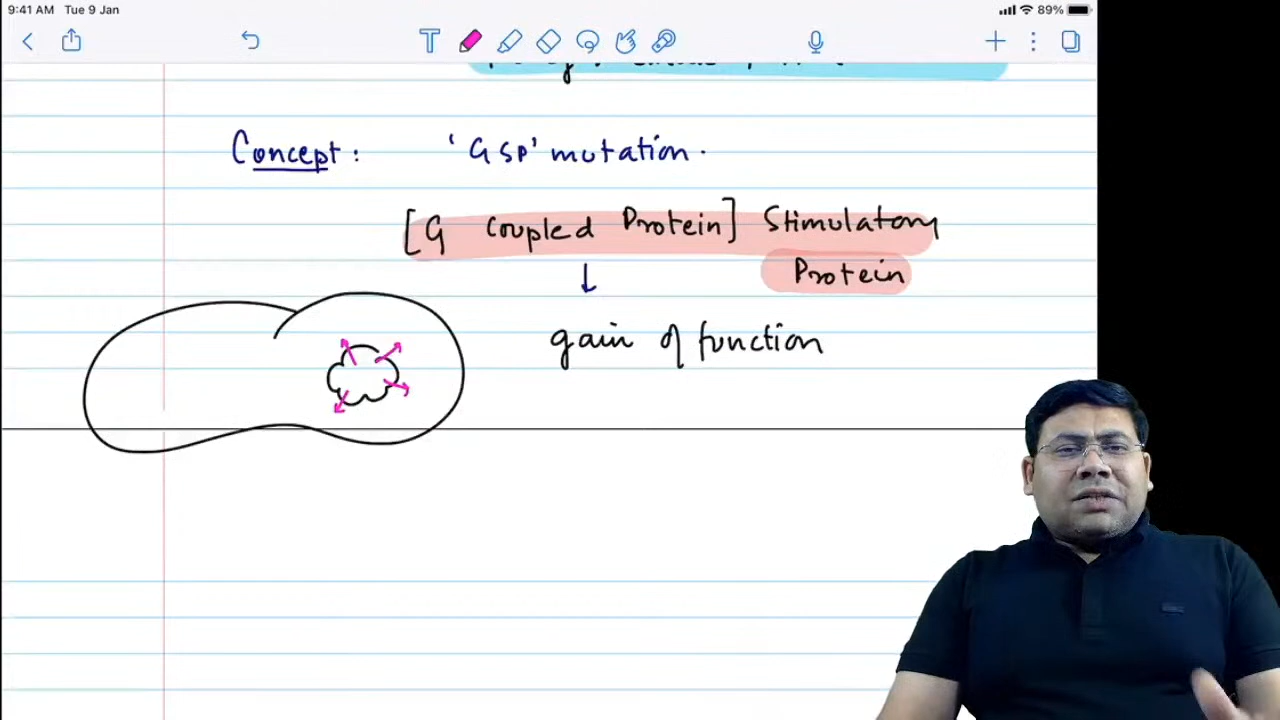 9:41 AM Tue 9 Jan 89%
Concept: 'GSP' mutation.
[G Coupled Protein] Stimulatory
Protein
gain of function